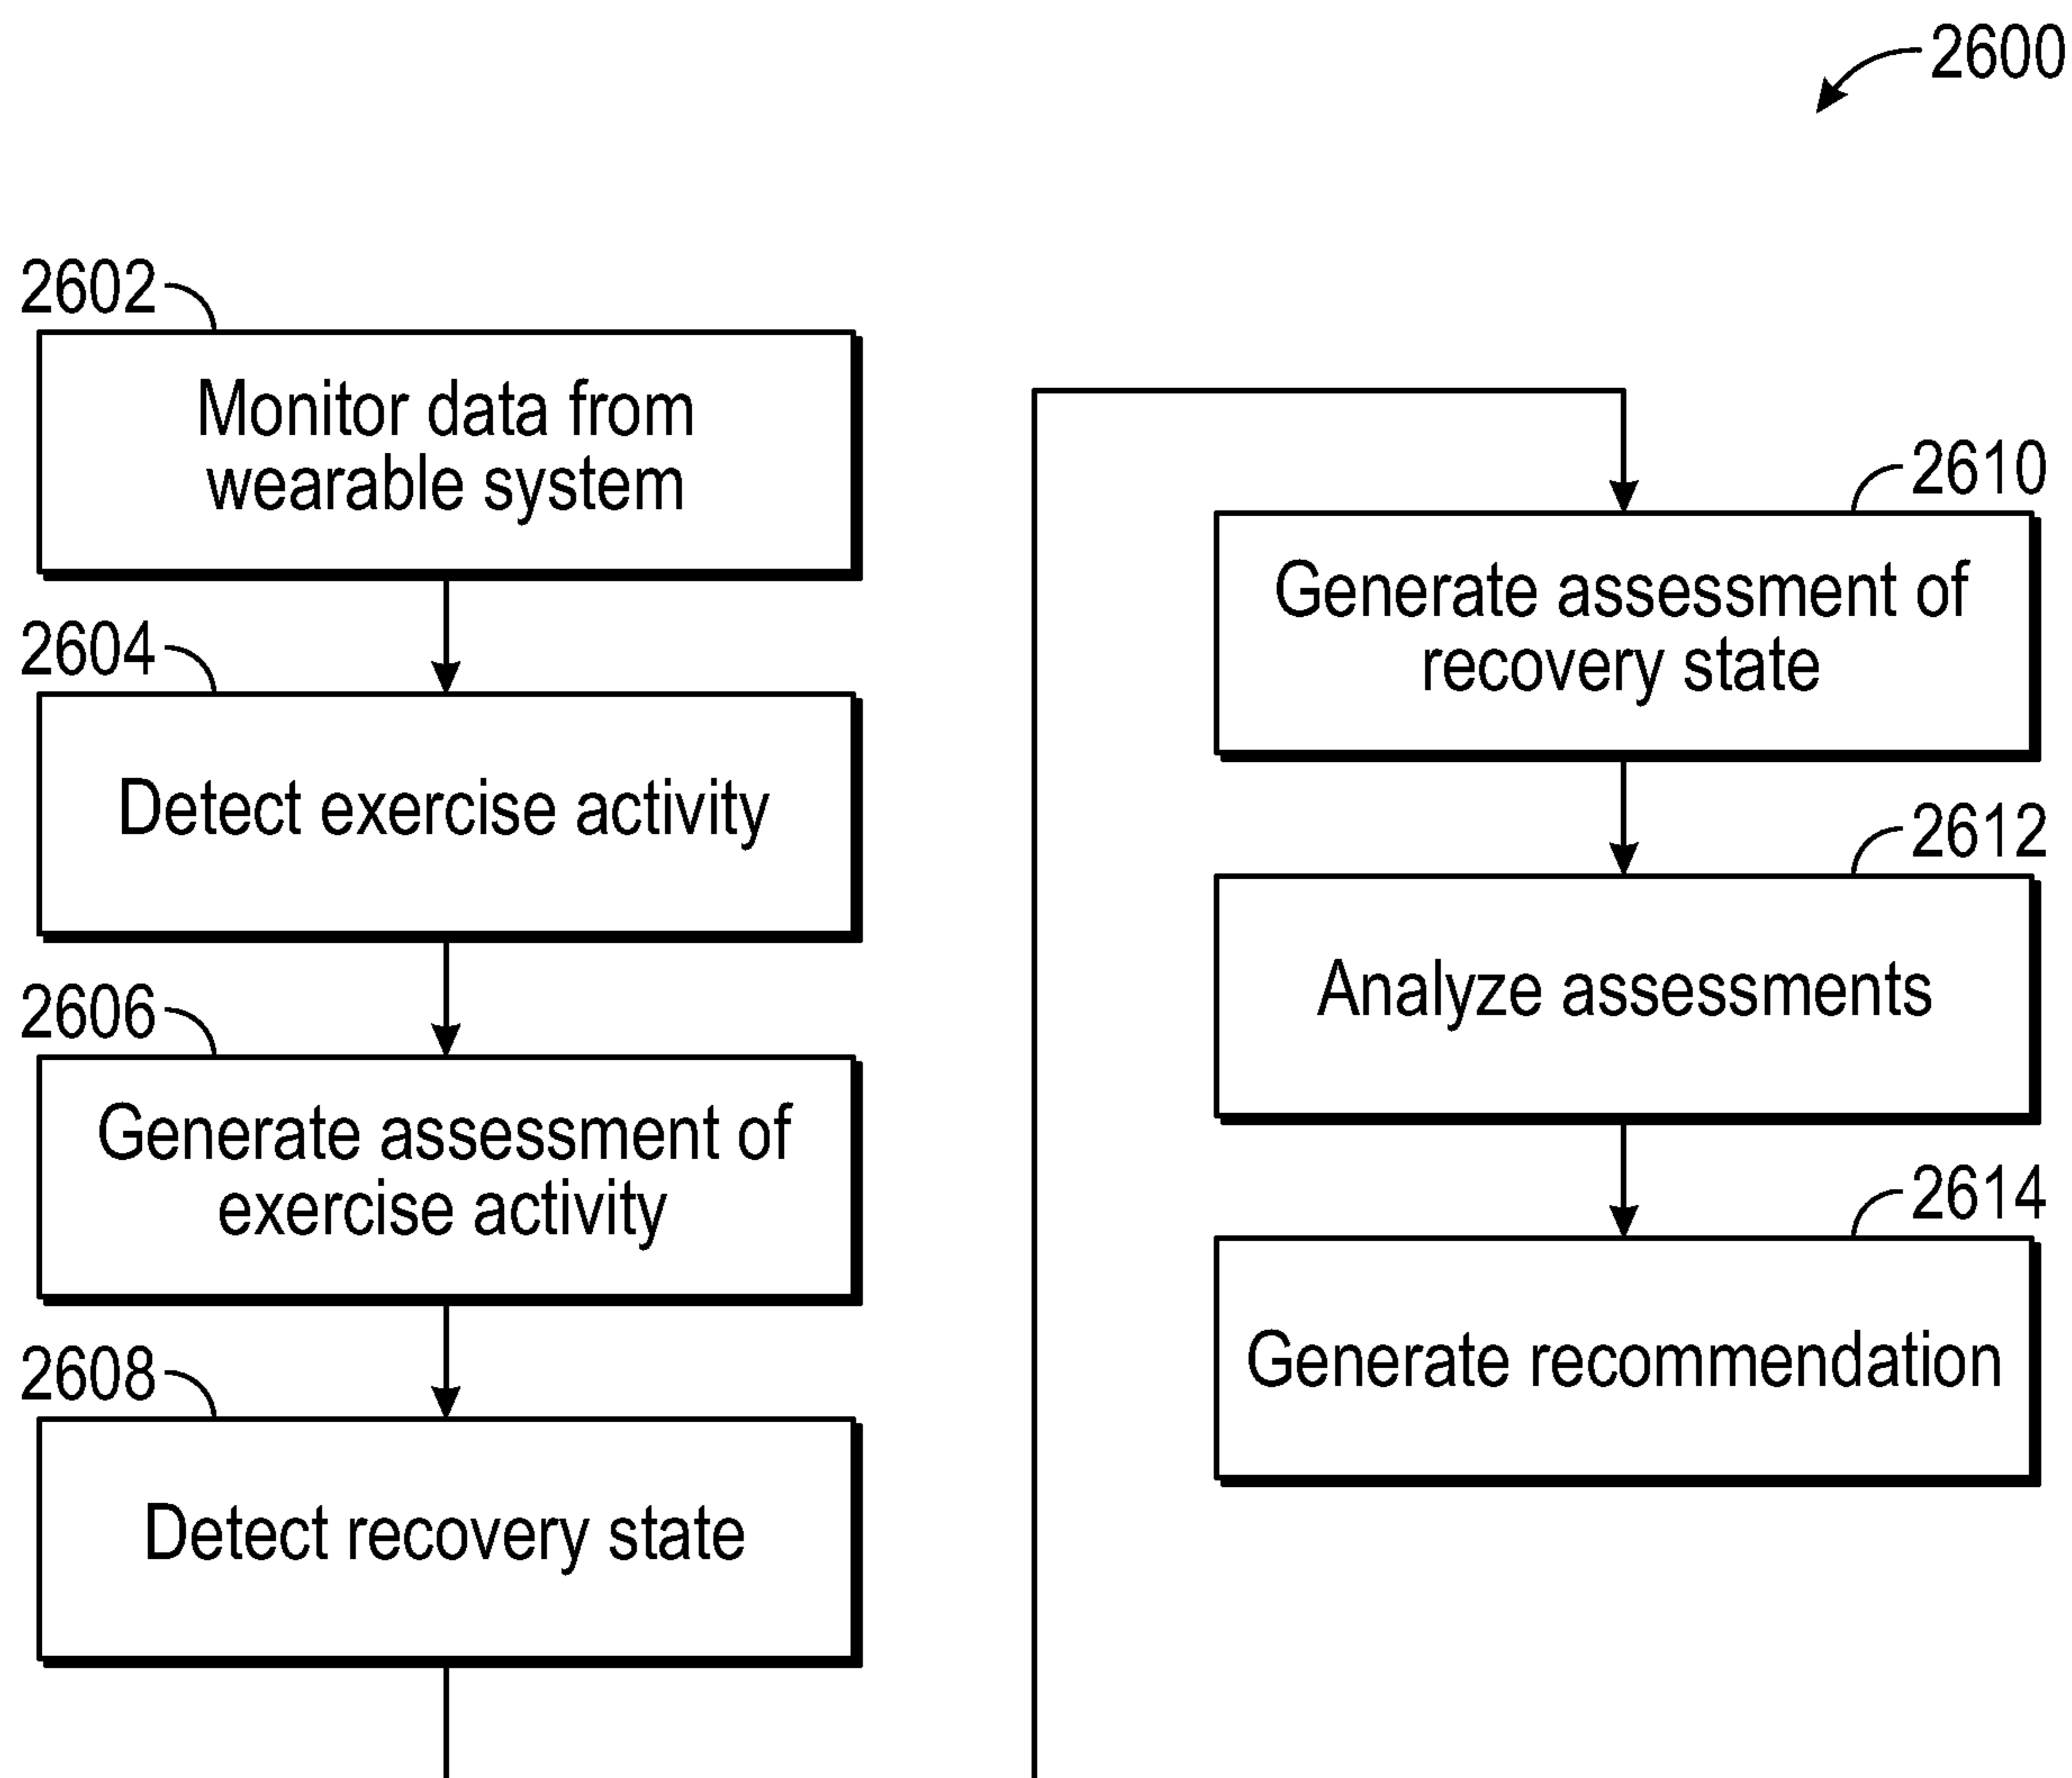 2600
2602
Monitor data from
wearable system
2604
Detect exercise activity
2606
Generate assessment of
exercise activity
2608
Detect recovery state
2610
Generate assessment of
recovery state
2612
Analyze assessments
2614
Generate recommendation